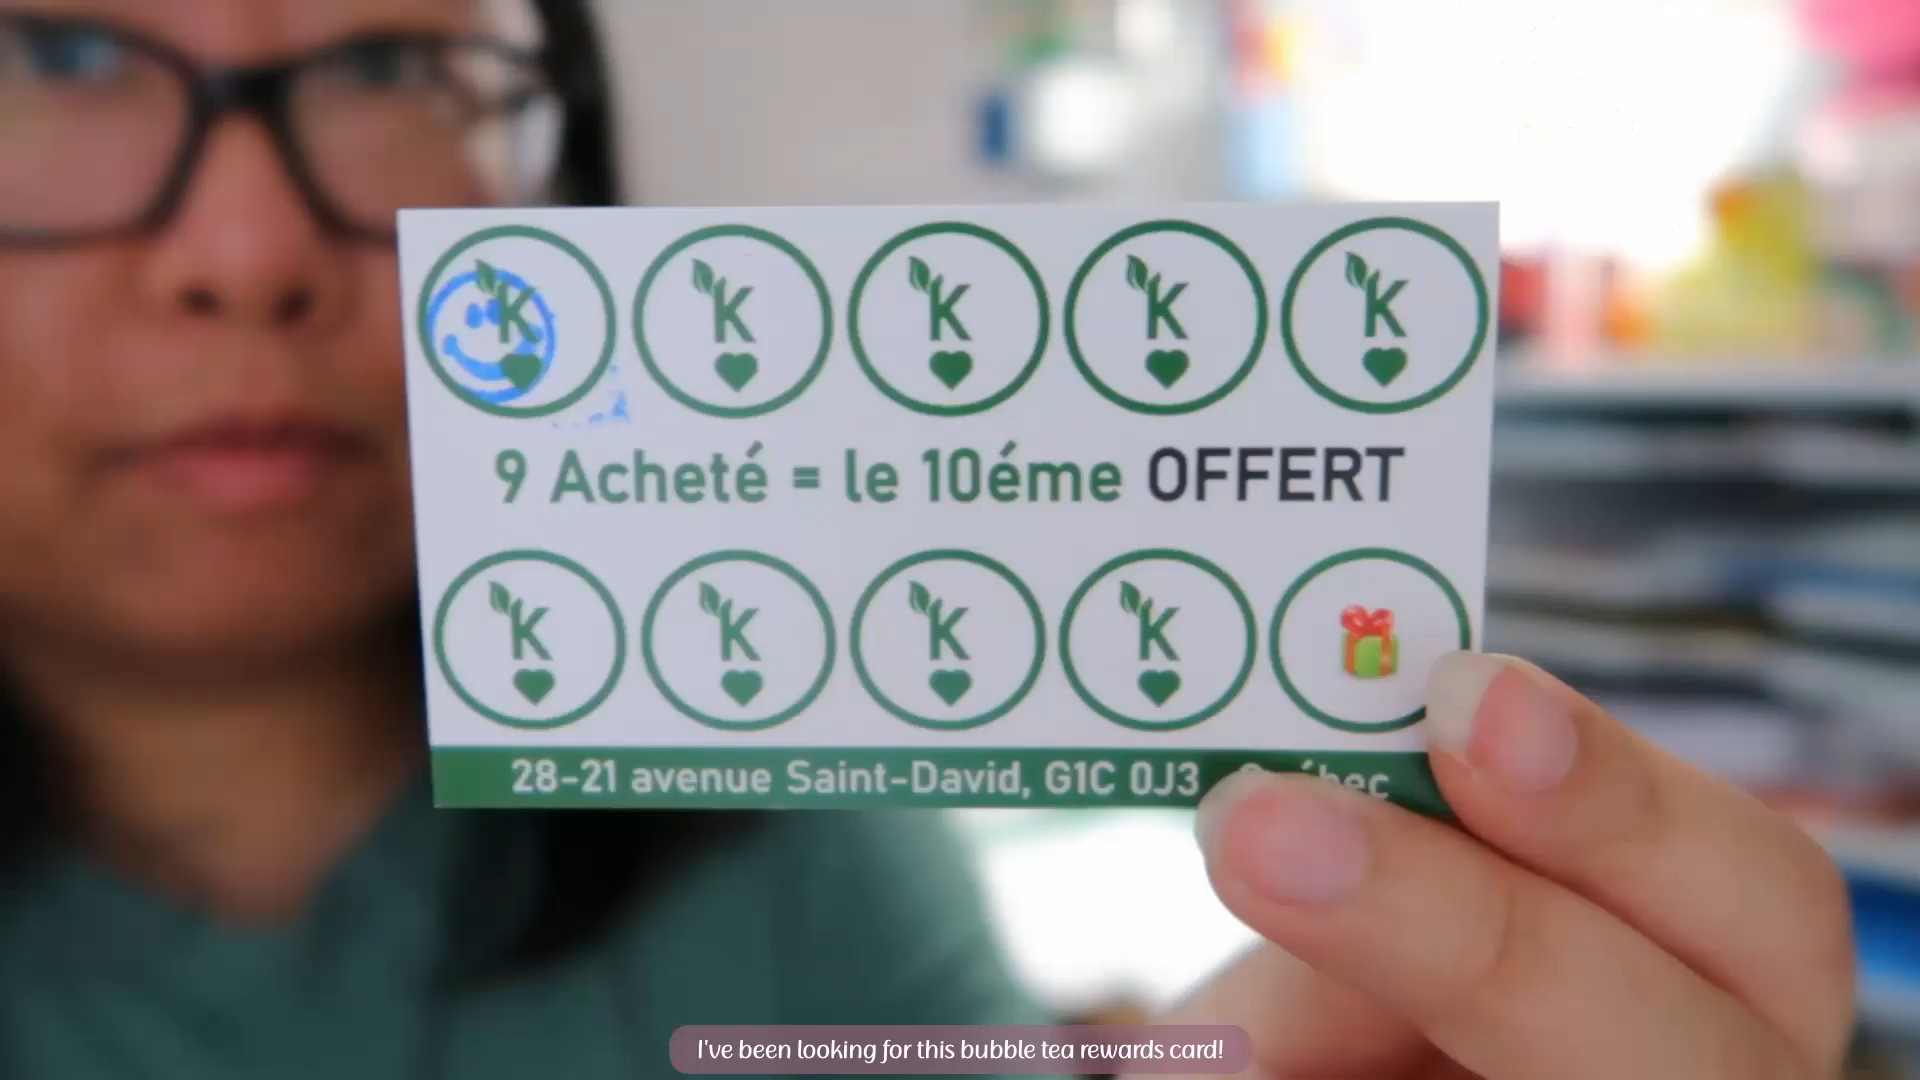 K K K K K
9 Acheté = le 10éme OFFERT
K K K K
28-21 avenue Saint-David, G1C 0J3
I've been looking for this bubble tea rewards card!